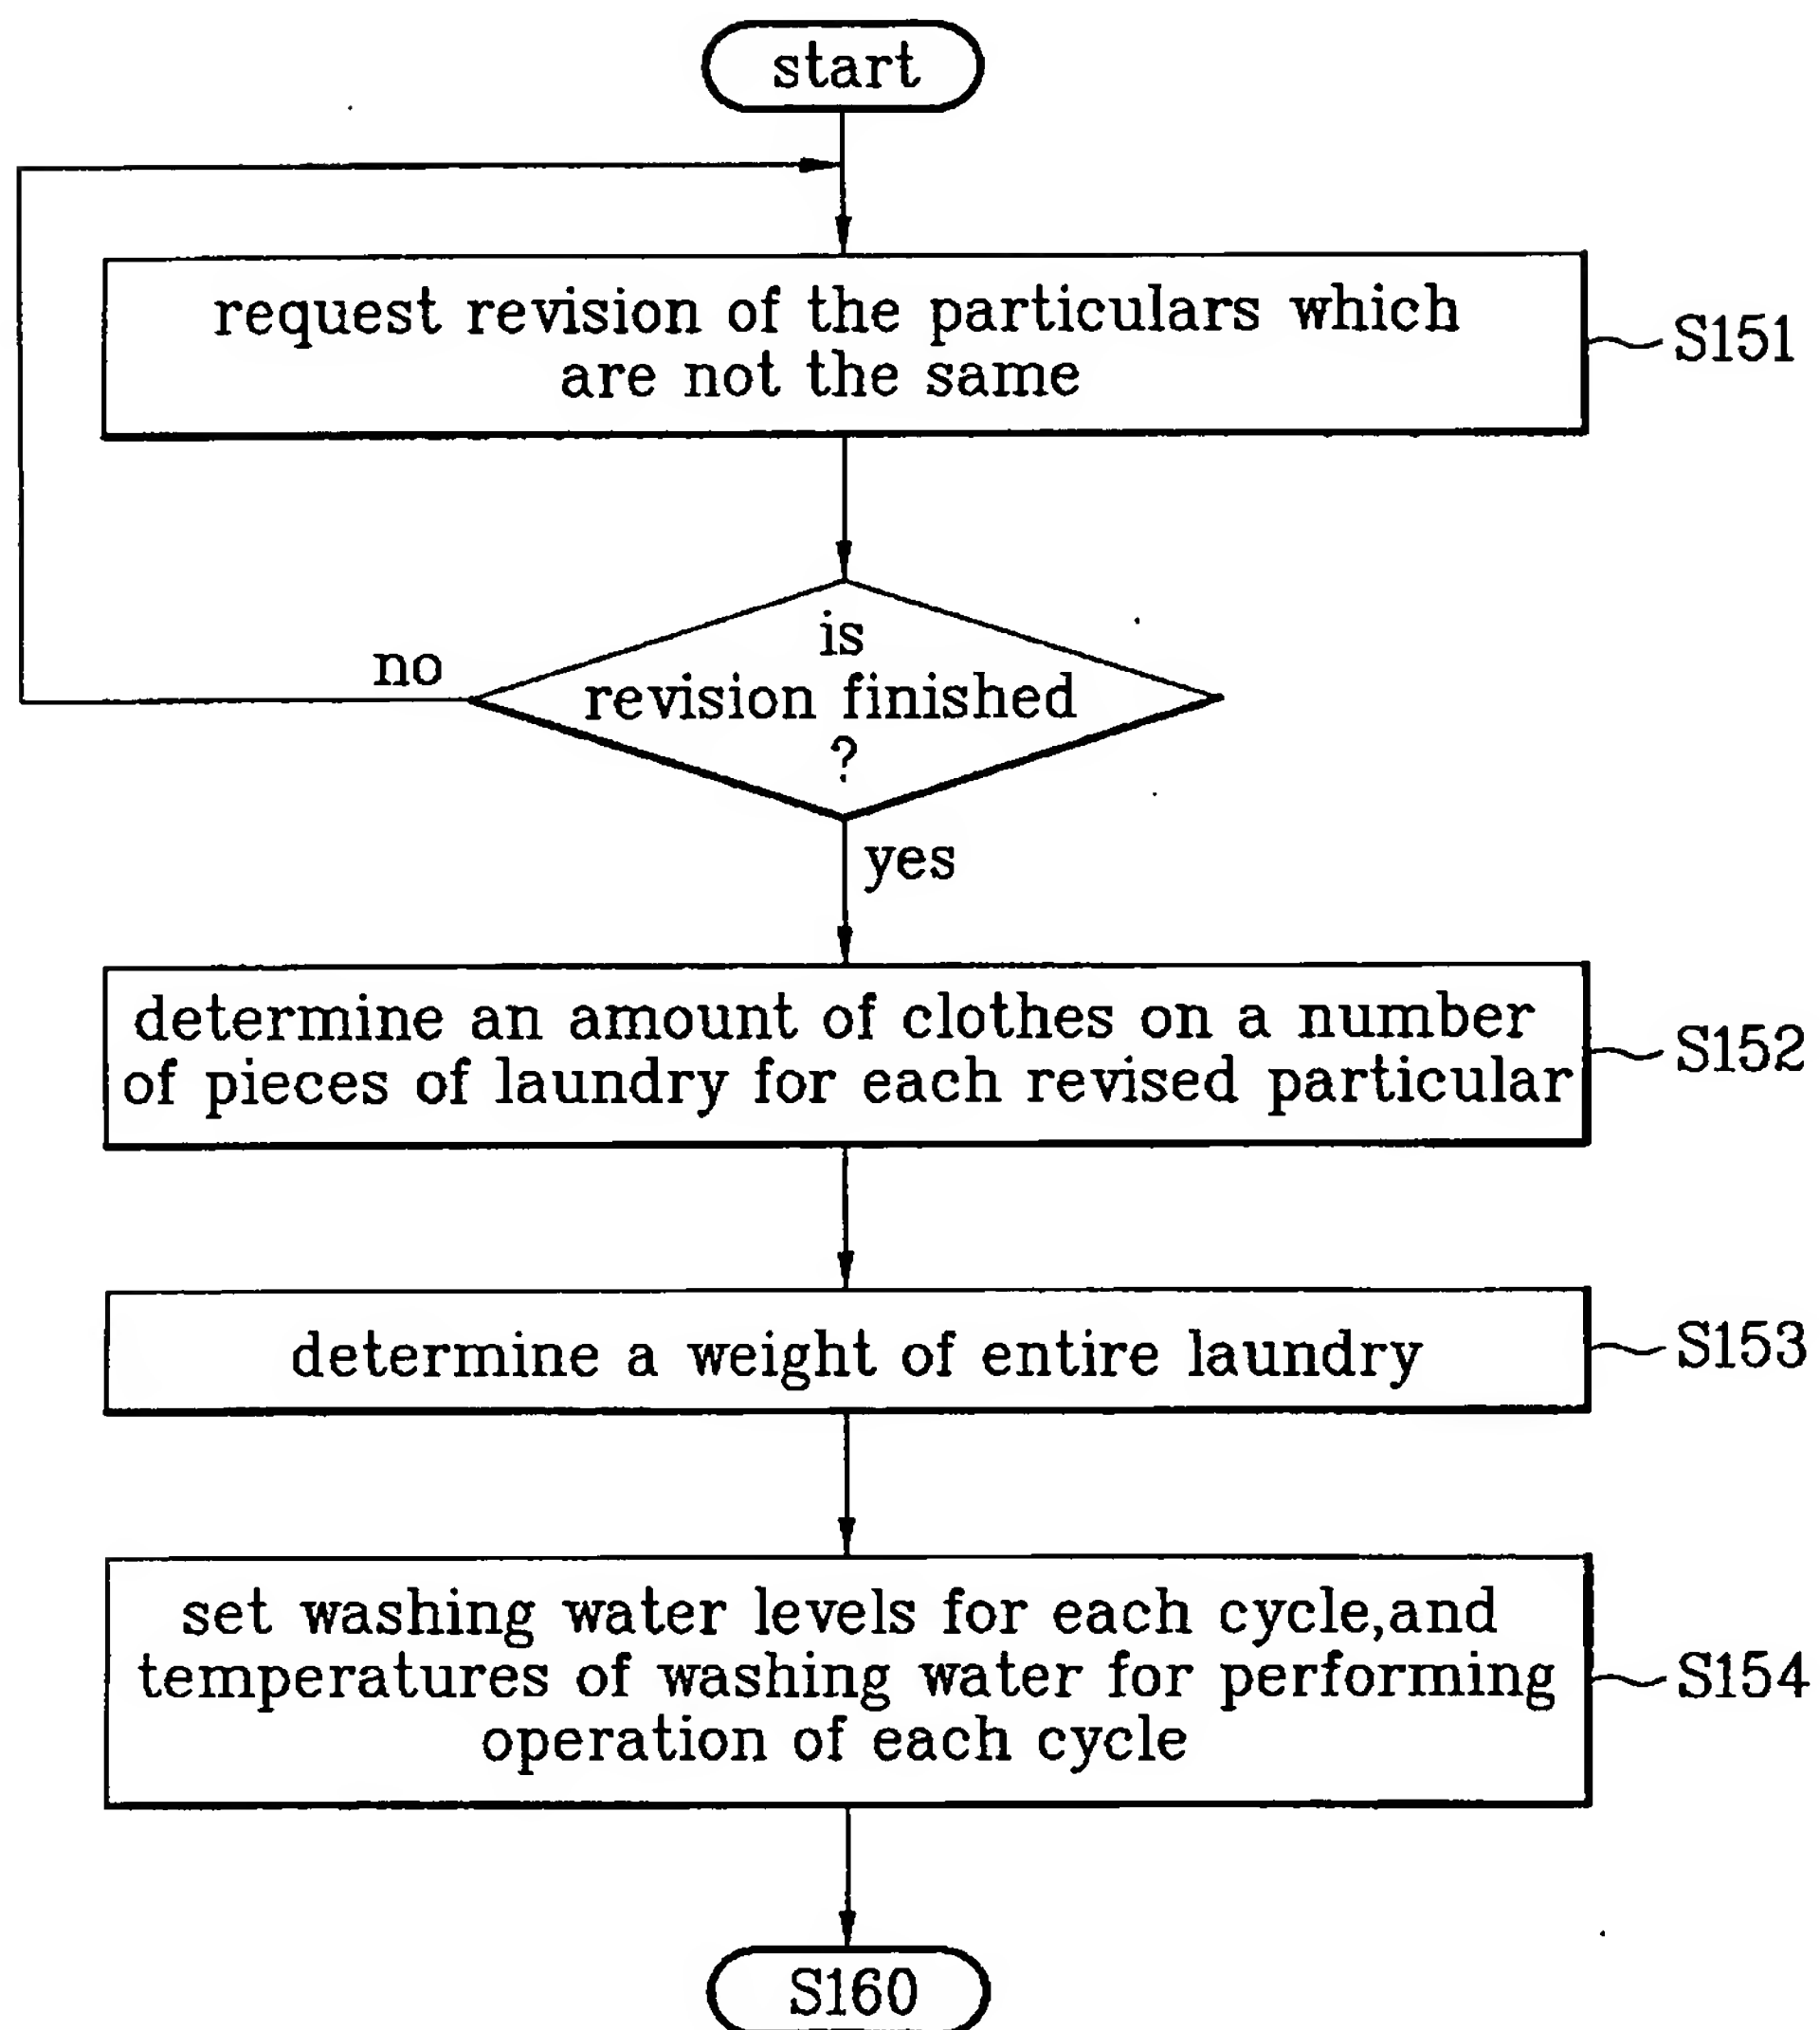 start
request revision of the particulars which
are not the same
S151
is
revision finished
?
no
yes
determine an amount of clothes on a number
of pieces of laundry for each revised particular
S152
determine a weight of entire laundry
S153
set washing water levels for each cycle,and
temperatures of washing water for performing
operation of each cycle
S154
S160